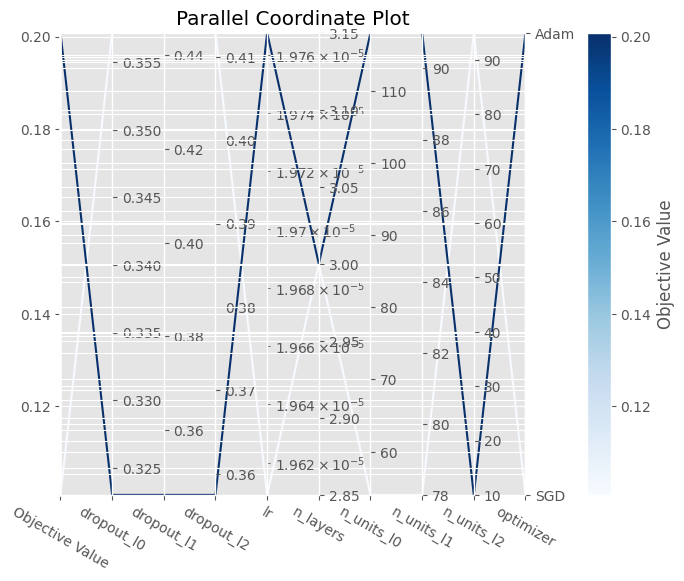 Parallel Coordinate Plot
0.20
0.18
0.16
0.14
0.12
0.355
0.350
0.345
0.340
0.335
0.330
0.325
0.44
0.42
0.40
0.38
0.36
0.41
0.40
0.39
0.38
0.37
0.36
1.976 × 10⁻⁵
1.974 × 10⁻⁵
1.972 × 10⁻⁵
1.97 × 10⁻⁵
1.968 × 10⁻⁵
1.966 × 10⁻⁵
1.964 × 10⁻⁵
1.962 × 10⁻⁵
3.15
3.10
3.05
3.00
2.95
2.90
2.85
110
100
90
80
70
60
90
88
86
84
82
80
78
90
80
70
60
50
40
30
20
10
Adam
SGD
Objective Value
dropout_l0
dropout_l1
dropout_l2
lr
n_layers
n_units_l0
n_units_l1
n_units_l2
optimizer
0.20
0.18
0.16
0.14
0.12
Objective Value